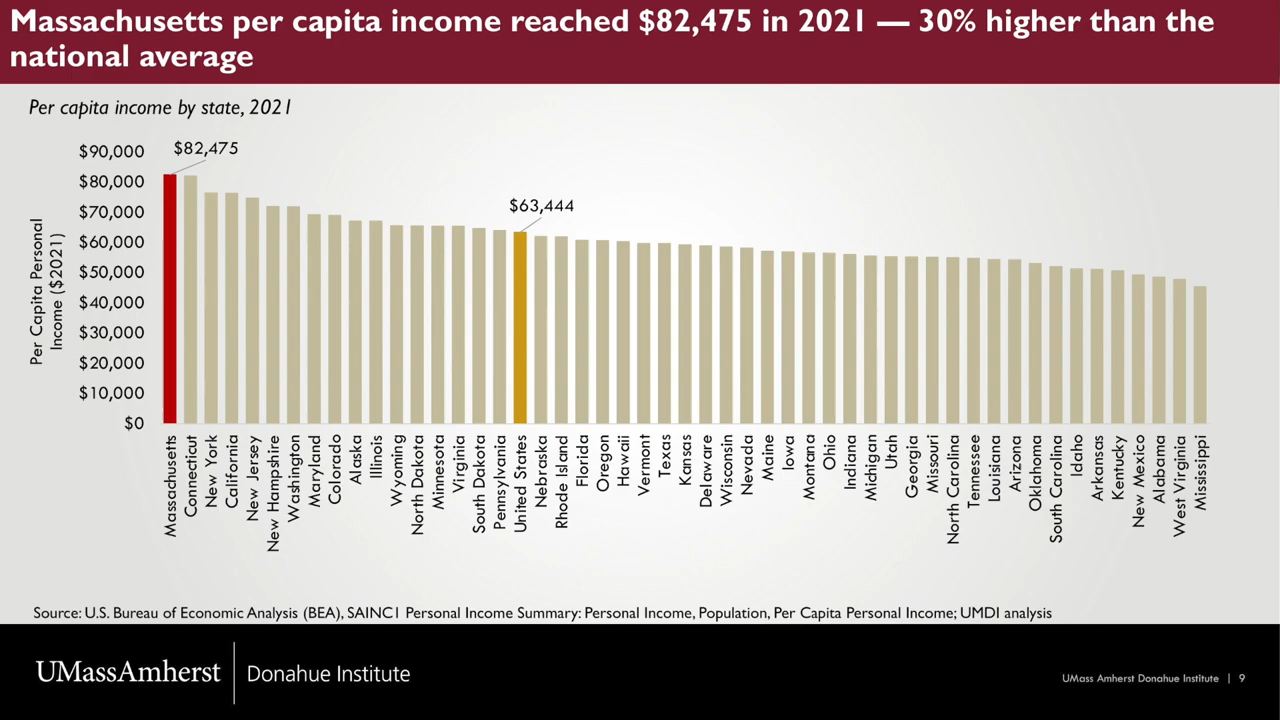 Massachusetts per capita income reached $82,475 in 2021 — 30% higher than the
national average
Per capita income by state, 2021
Per Capita Personal
Income ($2021)
$90,000
$80,000
$70,000
$60,000
$50,000
$40,000
$30,000
$20,000
$10,000
$0
$82,475
$63,444
Massachusetts
Connecticut
New York
California
New Jersey
New Hampshire
Washington
Maryland
Colorado
Alaska
Illinois
Wyoming
North Dakota
Minnesota
Virginia
South Dakota
Pennsylvania
United States
Nebraska
Rhode Island
Florida
Oregon
Hawaii
Vermont
Texas
Kansas
Delaware
Wisconsin
Nevada
Maine
Iowa
Montana
Ohio
Indiana
Michigan
Utah
Georgia
Missouri
North Carolina
Tennessee
Louisiana
Arizona
Oklahoma
South Carolina
Idaho
Arkansas
Kentucky
New Mexico
Alabama
West Virginia
Mississippi
Source: U.S. Bureau of Economic Analysis (BEA), SAINC1 Personal Income Summary: Personal Income, Population, Per Capita Personal Income; UMDI analysis
UMassAmherst | Donahue Institute
UMass Amherst Donahue Institute | 9